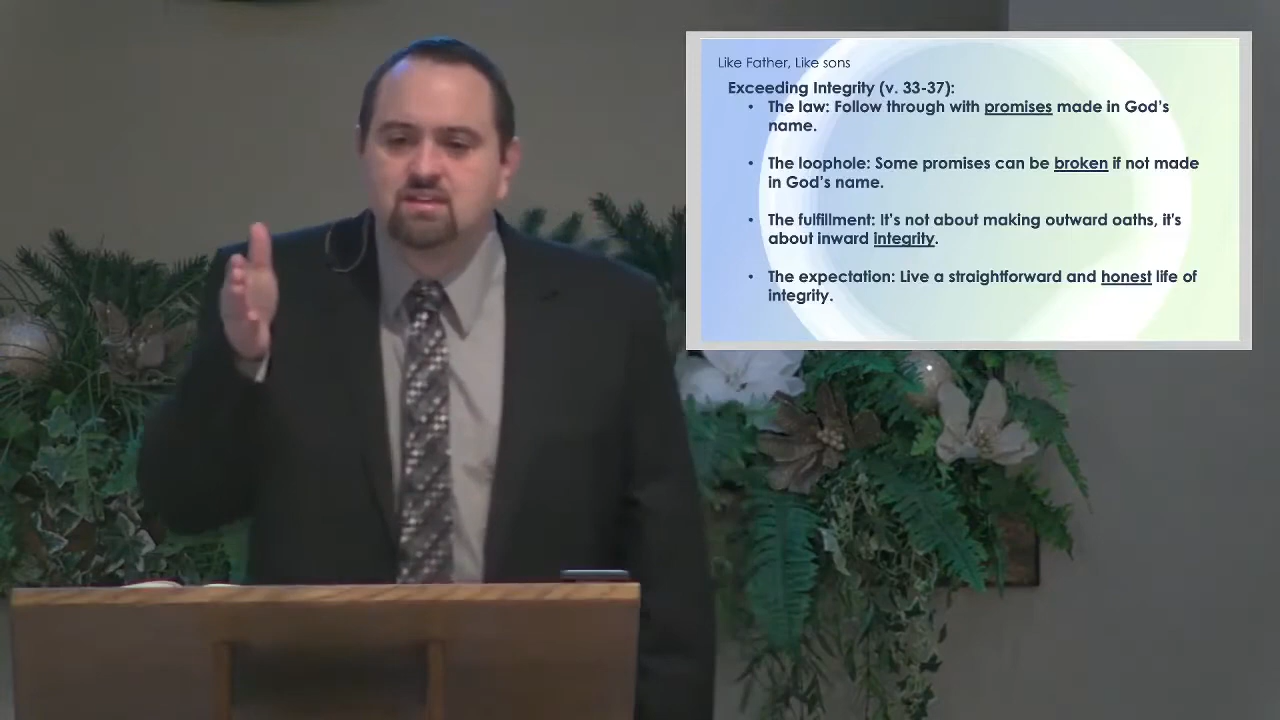 Like Father, Like sons
Exceeding Integrity (v. 33-37):
• The law: Follow through with promises made in God's
name.
• The loophole: Some promises can be broken if not made
in God's name.
• The fulfillment: It's not about making outward oaths, it's
about inward integrity.
• The expectation: Live a straightforward and honest life of
integrity.